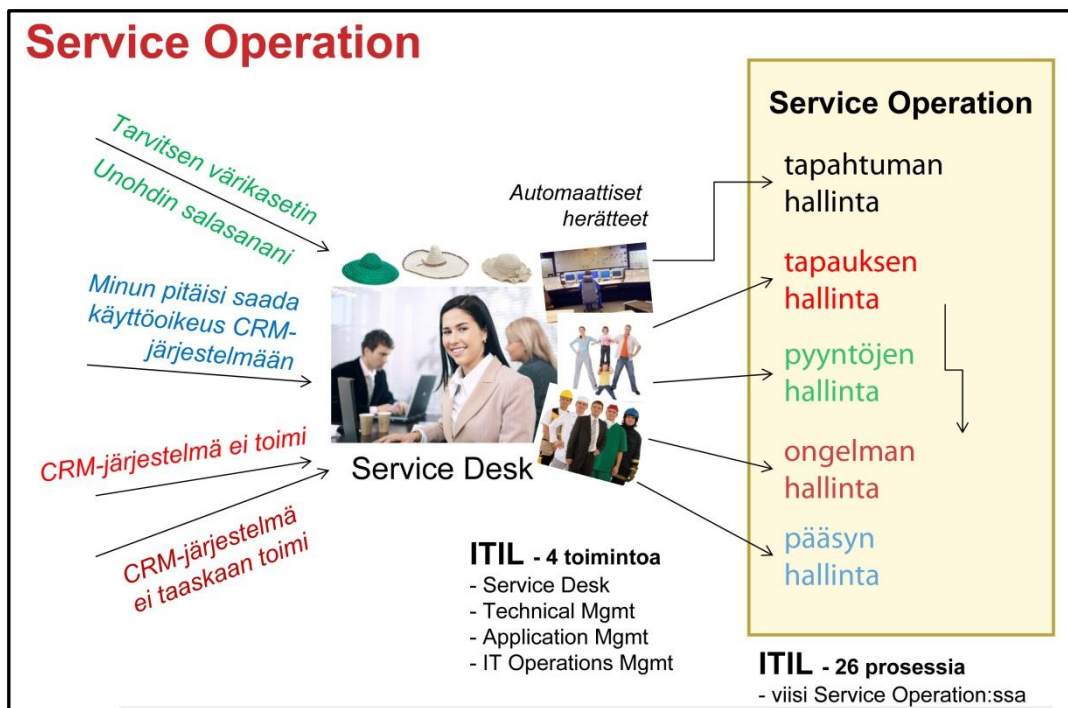 Service Operation
Tarvitsen värikasetin
Unohdin salasanani
Minun pitäisi saada
käyttöoikeus CRM-
järjestelmään
CRM-järjestelmä ei toimi
CRM-järjestelmä
ei taaskaan toimi
Automaattiset
herätteet
Service Desk
ITIL - 4 toimintoa
- Service Desk
- Technical Mgmt
- Application Mgmt
- IT Operations Mgmt
Service Operation
tapahtuman
hallinta
tapauksen
hallinta
pyyntöjen
hallinta
ongelman
hallinta
pääsyn
hallinta
ITIL - 26 prosessia
- viisi Service Operation:ssa